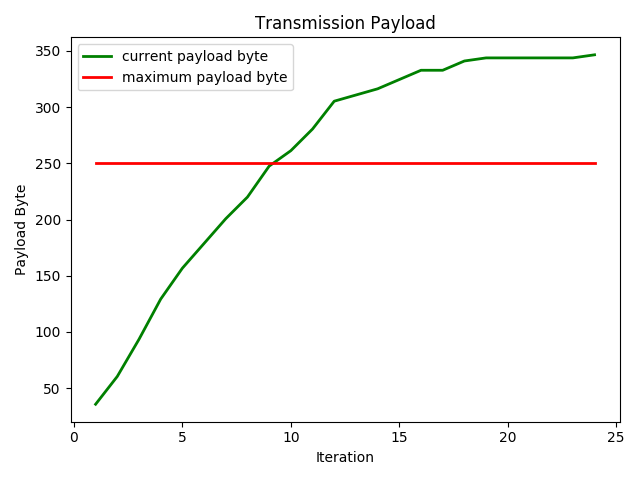 Transmission Payload
current payload byte
maximum payload byte
Payload Byte
350
300
250
200
150
100
50
0
5
10
15
20
25
Iteration